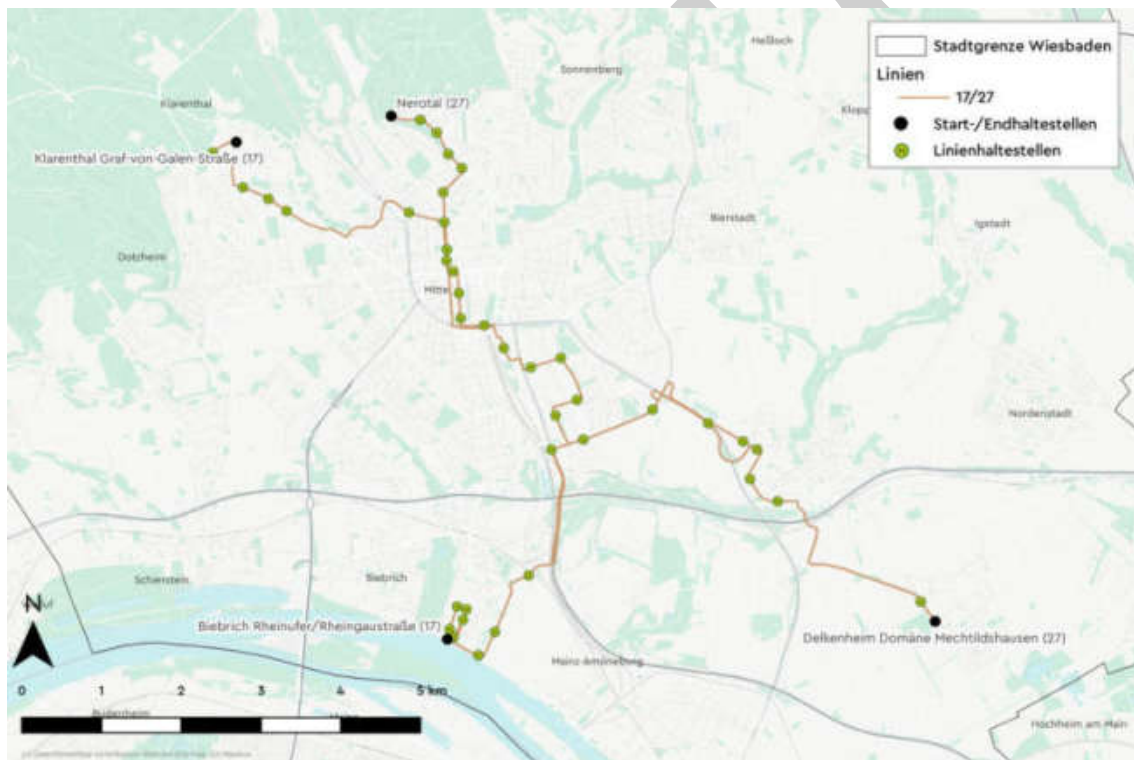 Stadtgrenze Wiesbaden
Linien
17/27
Start-/Endhaltestellen
Linienhaltestellen
Heßloch
Sonnenberg
Klarenthal
Nerotal (27)
Klarenthal Graf-von-Galen-Straße (17)
Bierstadt
Igstadt
Dotzheim
Mitte
Nordenstadt
Schierstein
Biebrich
N
Biebrich Rheinufer/Rheingaustraße (17)
Delkenheim Domäne Mechtildshausen (27)
Mainz-Amöneburg
0 1 2 3 4 5 km
Budenheim
Hochheim am Main